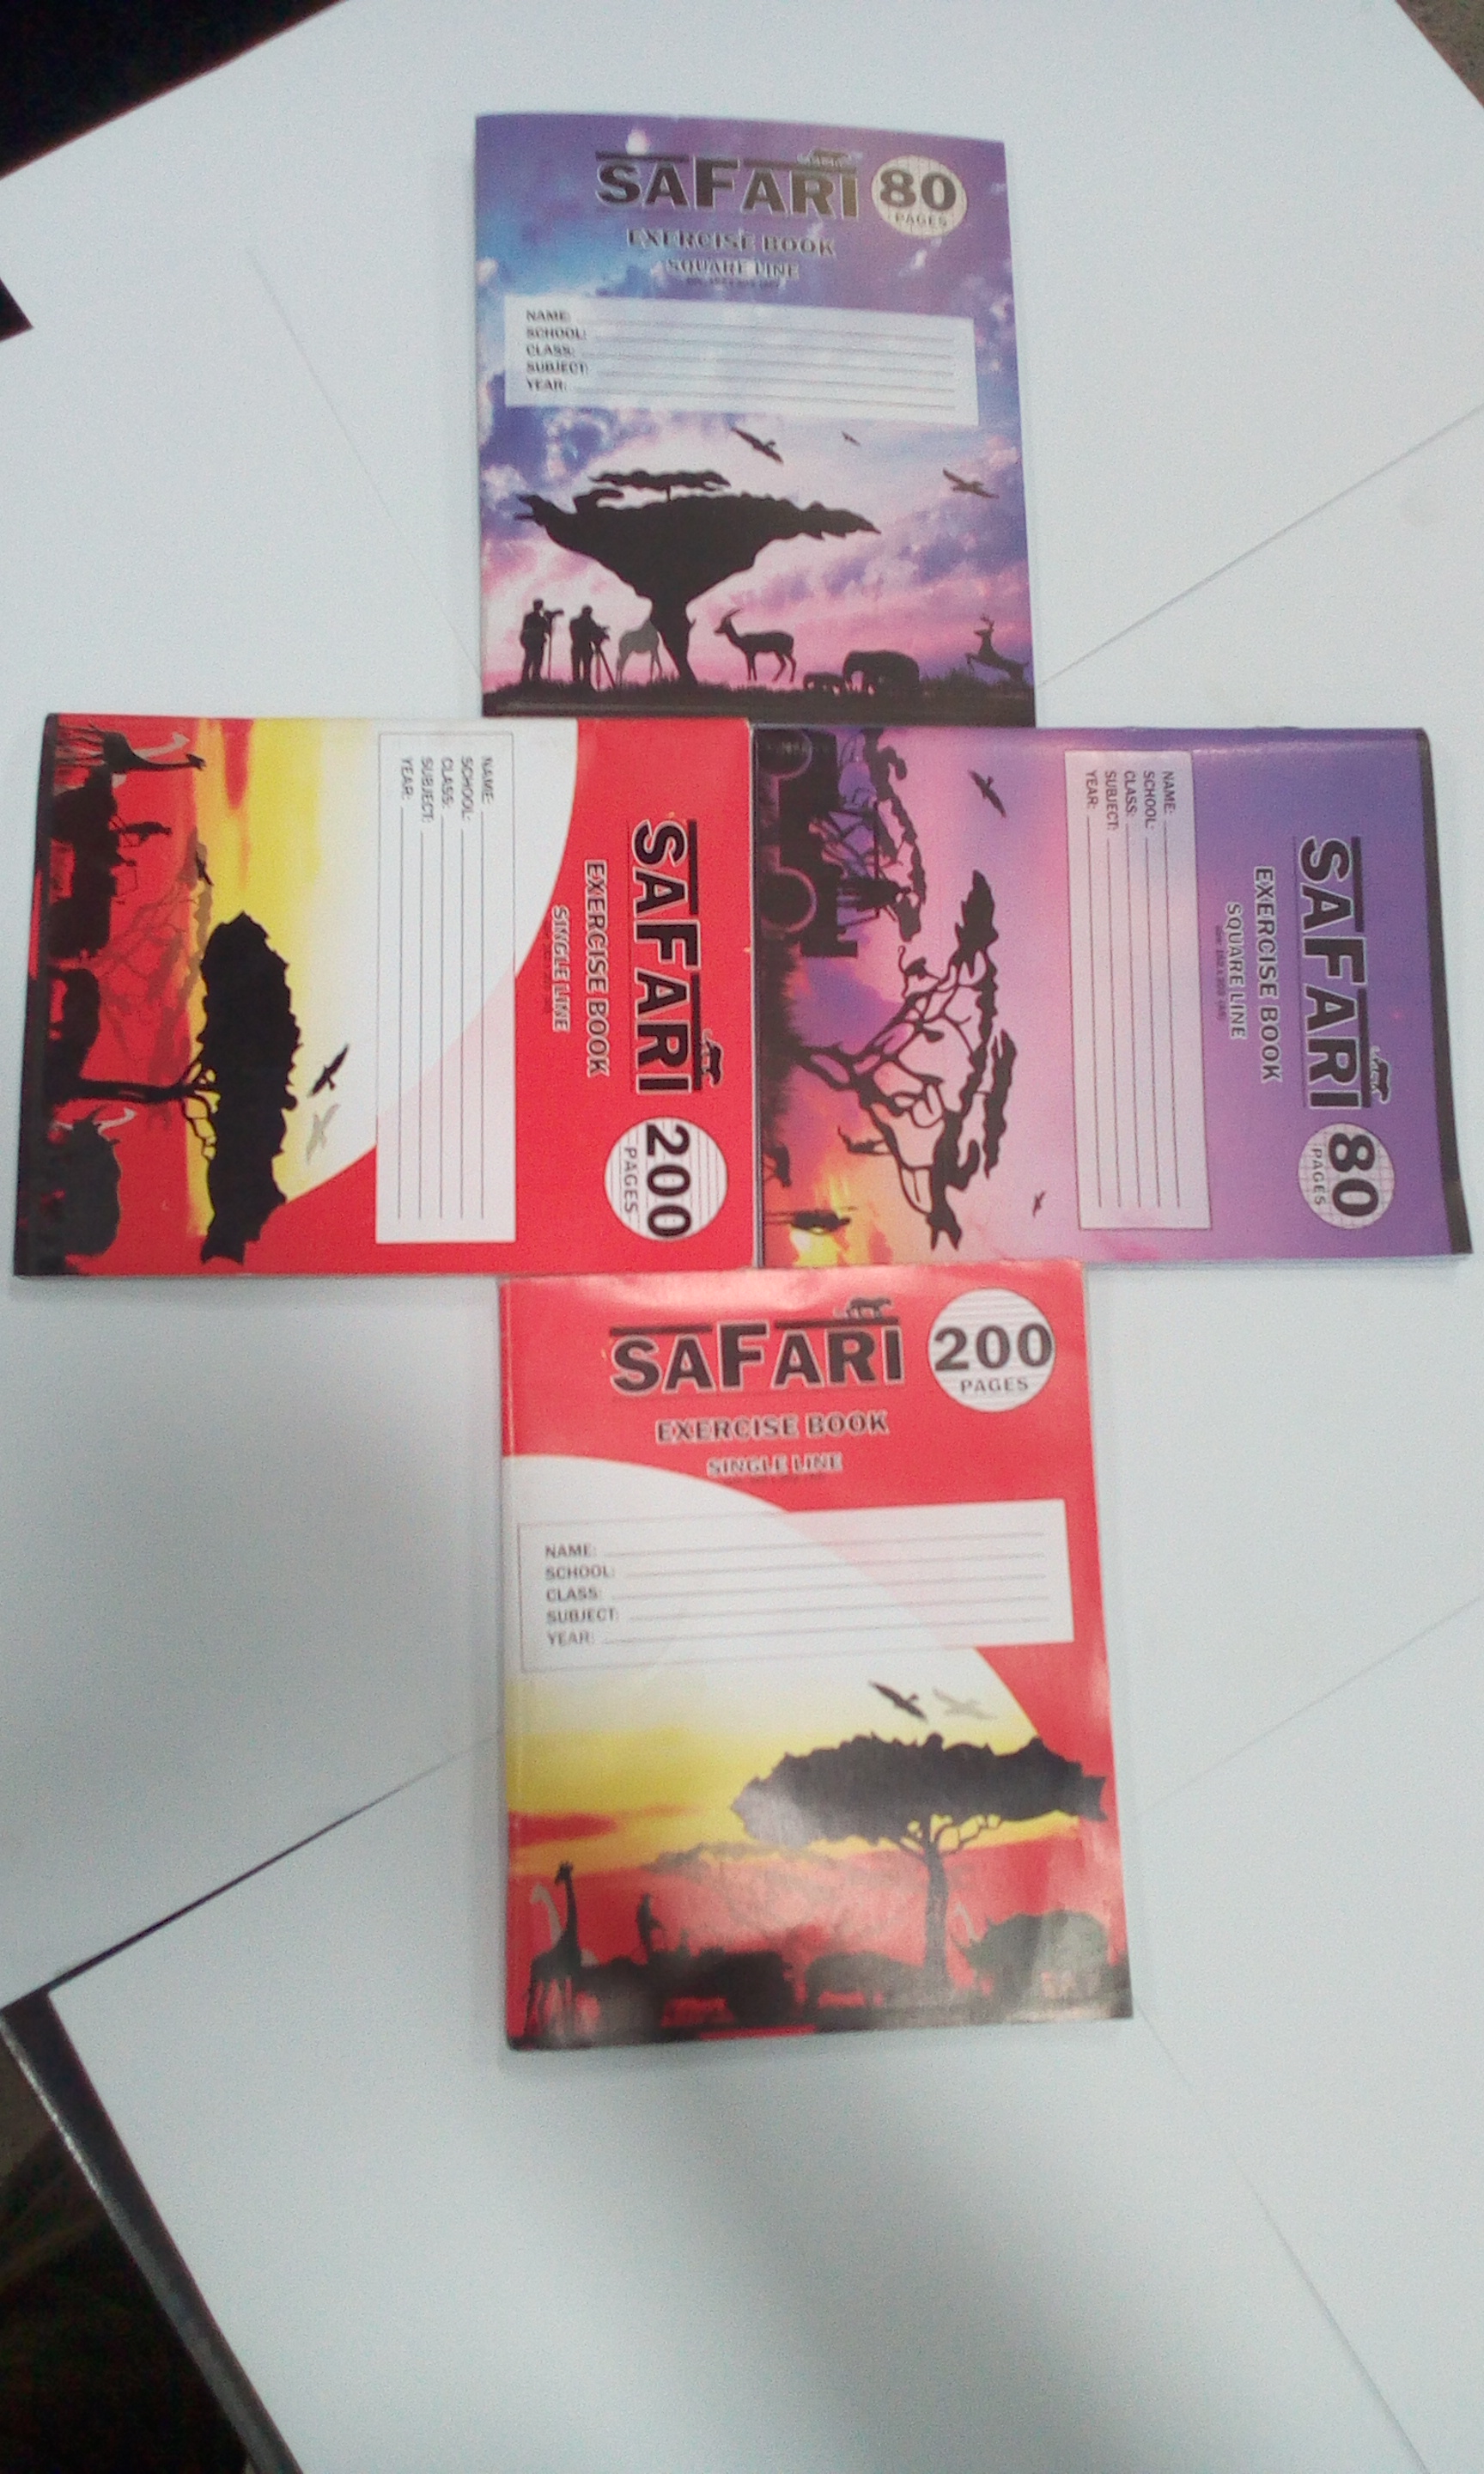 SAFARI
80
PAGES
EXERCISE BOOK
SQUARE LINE
NAME:
SCHOOL:
CLASS:
SUBJECT:
YEAR:
SAFARI
200
PAGES
EXERCISE BOOK
SINGLE LINE
NAME:
SCHOOL:
CLASS:
SUBJECT:
YEAR:
SAFARI
80
PAGES
EXERCISE BOOK
SQUARE LINE
NAME:
SCHOOL:
CLASS:
SUBJECT:
YEAR:
SAFARI
200
PAGES
EXERCISE BOOK
SINGLE LINE
NAME:
SCHOOL:
CLASS:
SUBJECT:
YEAR: